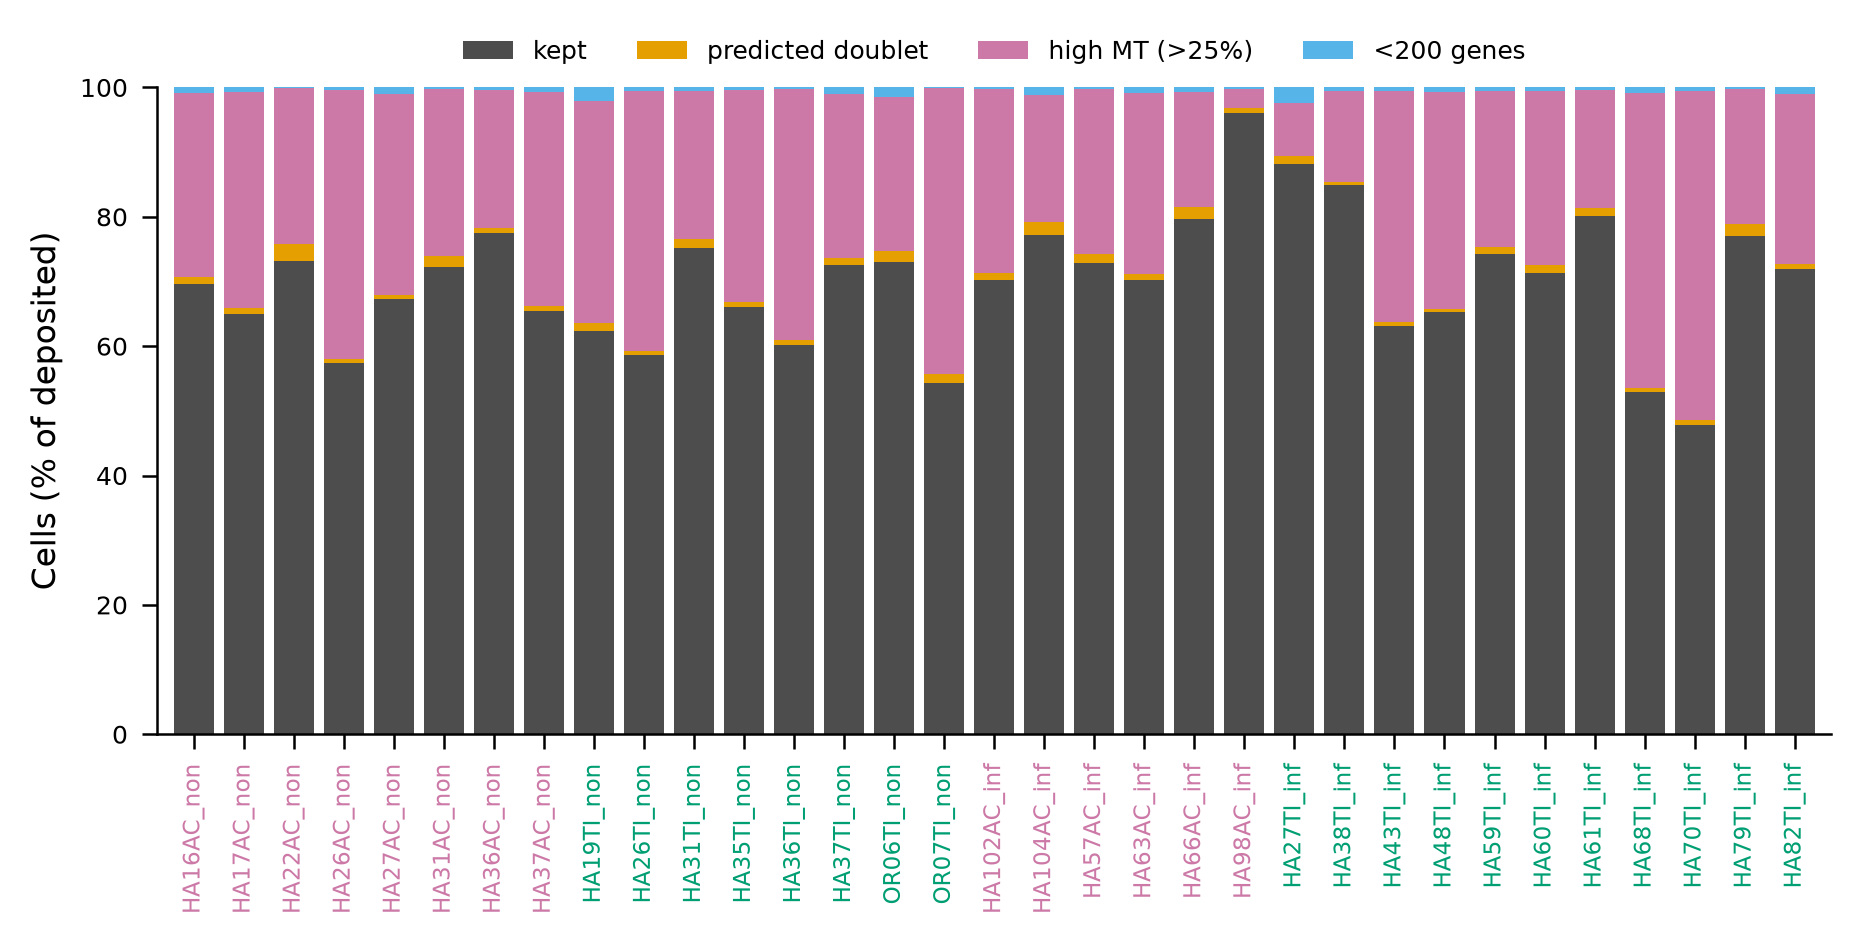 kept predicted doublet high MT (>25%) <200 genes
Cells (% of deposited)
100
80
60
40
20
0
HA16AC_non
HA17AC_non
HA22AC_non
HA26AC_non
HA27AC_non
HA31AC_non
HA36AC_non
HA37AC_non
HA19TI_non
HA26TI_non
HA31TI_non
HA35TI_non
HA36TI_non
HA37TI_non
OR06TI_non
OR07TI_non
HA102AC_inf
HA104AC_inf
HA57AC_inf
HA63AC_inf
HA66AC_inf
HA98AC_inf
HA27TI_inf
HA38TI_inf
HA43TI_inf
HA48TI_inf
HA59TI_inf
HA60TI_inf
HA61TI_inf
HA68TI_inf
HA70TI_inf
HA79TI_inf
HA82TI_inf